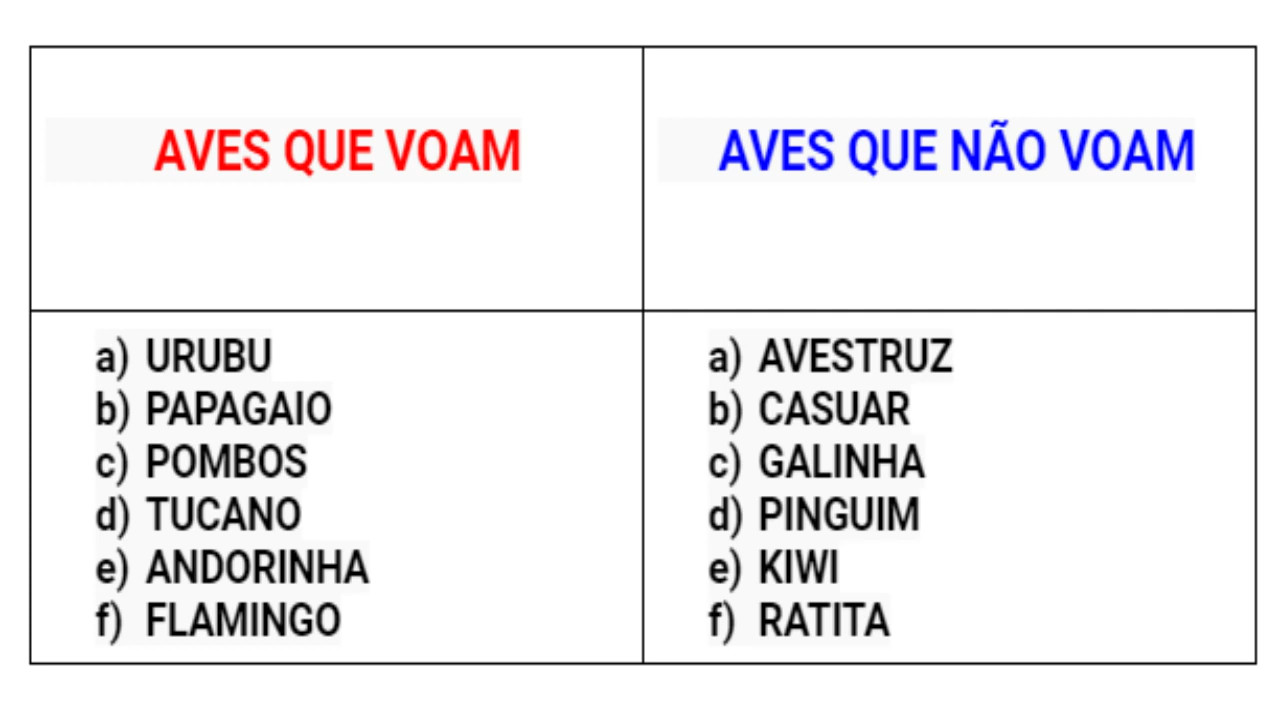 AVES QUE VOAM
AVES QUE NÃO VOAM
a) URUBU
b) PAPAGAIO
c) POMBOS
d) TUCANO
e) ANDORINHA
f) FLAMINGO
a) AVESTRUZ
b) CASUAR
c) GALINHA
d) PINGUIM
e) KIWI
f) RATITA